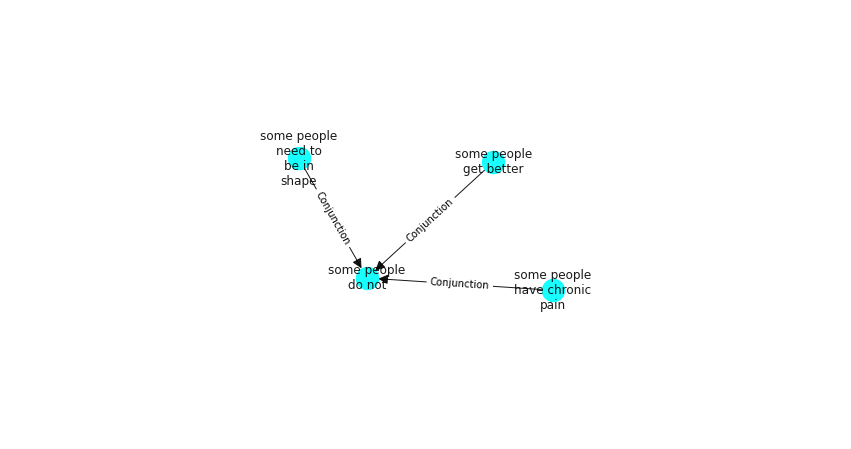 some people
need to
be in
shape
some people
get better
Conjunction
Conjunction
some people
do not
Conjunction
some people
have chronic
pain